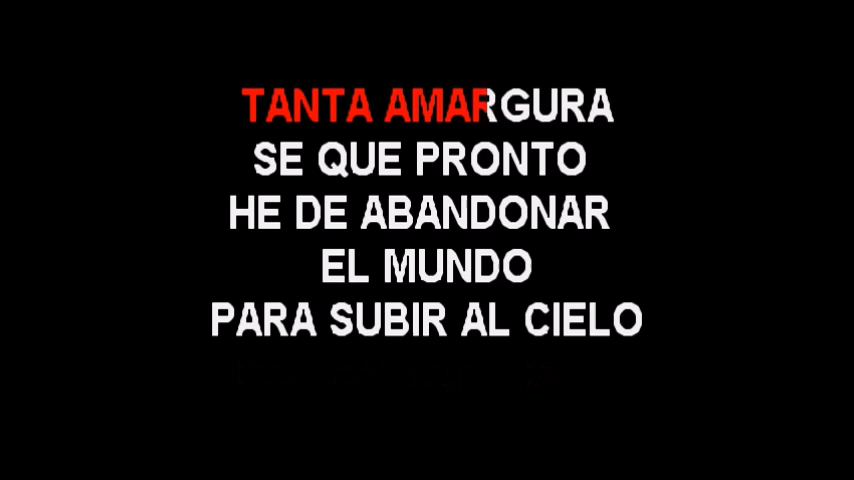 TANTA AMARGURA
SE QUE PRONTO
HE DE ABANDONAR
EL MUNDO
PARA SUBIR AL CIELO